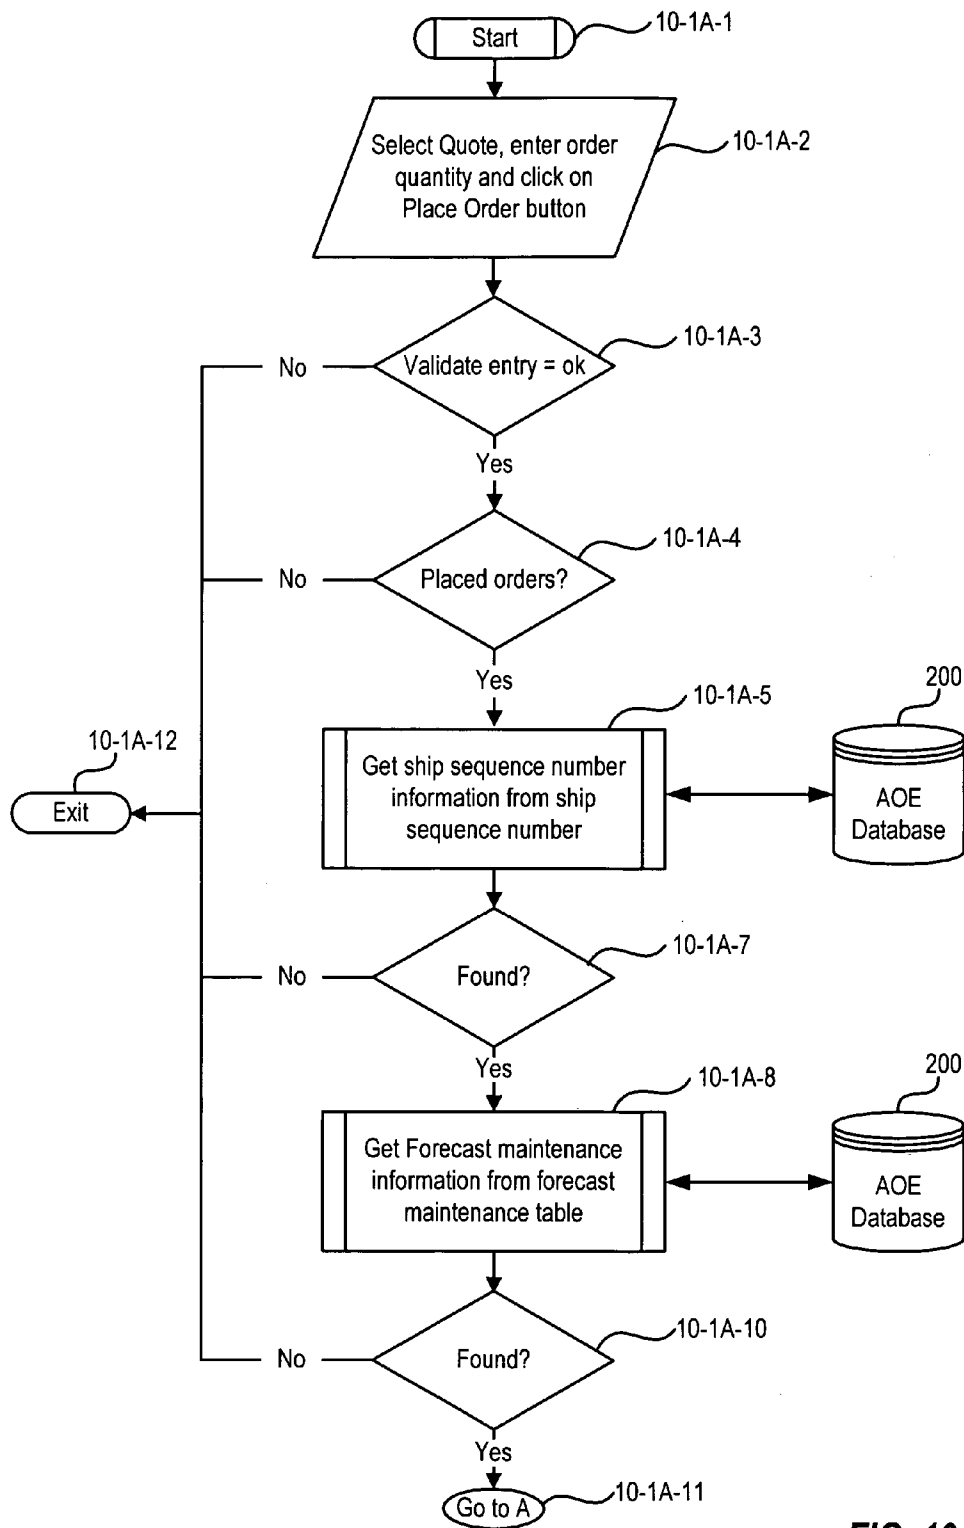 Start
10-1A-1
Select Quote, enter order
quantity and click on
Place Order button
10-1A-2
Validate entry = ok
10-1A-3
No
Yes
Placed orders?
10-1A-4
No
Yes
Get ship sequence number
information from ship
sequence number
10-1A-5
200
AOE
Database
10-1A-12
Exit
Found?
10-1A-7
No
Yes
Get Forecast maintenance
information from forecast
maintenance table
10-1A-8
200
AOE
Database
Found?
10-1A-10
No
Yes
Go to A
10-1A-11